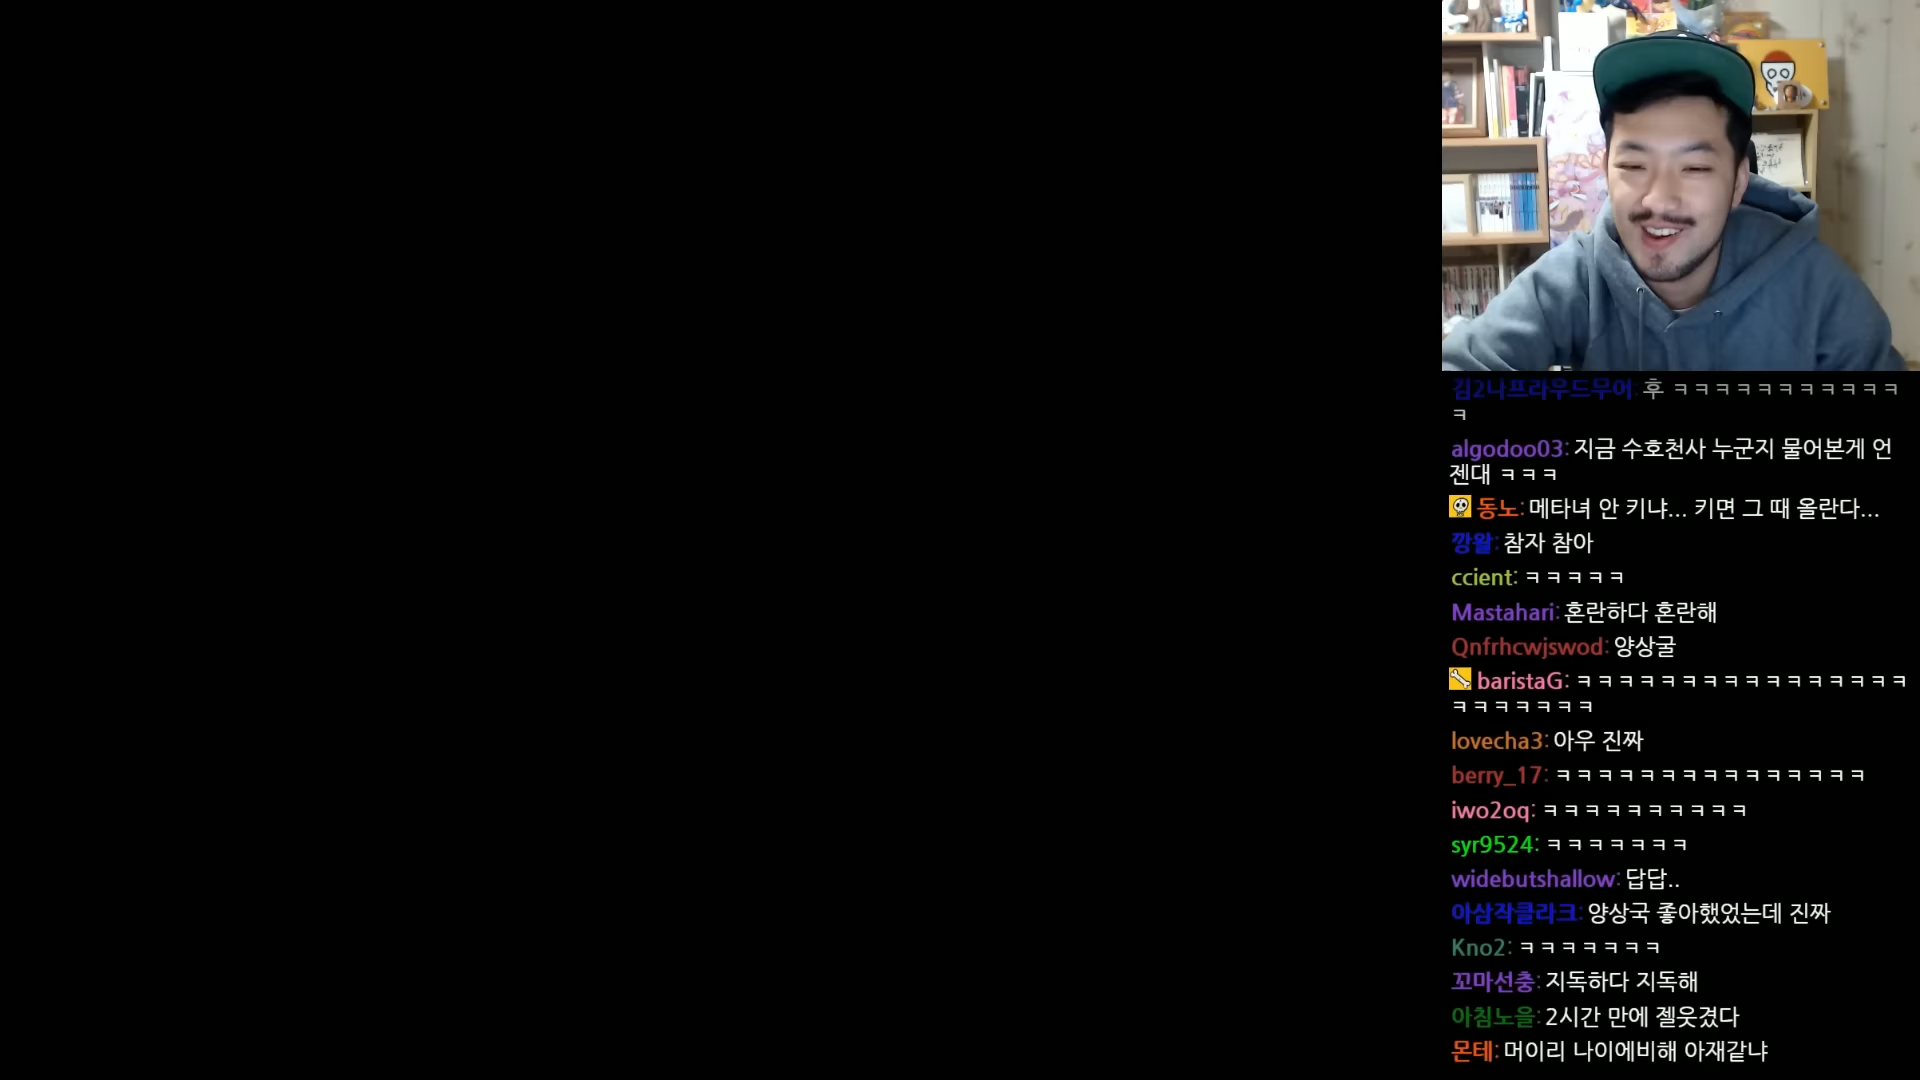 김2나프라우드무어: 후 ㅋㅋㅋㅋㅋㅋㅋㅋㅋㅋㅋ
ㅋ
algodoo03: 지금 수호천사 누군지 물어본게 언
젠대 ㅋㅋㅋ
동노: 메타녀 안 키냐... 키면 그 때 올란다...
깡왈: 참자 참아
ccient: ㅋㅋㅋㅋㅋ
Mastahari: 혼란하다 혼란해
Qnfrhcwjswod: 양상굴
baristaG: ㅋㅋㅋㅋㅋㅋㅋㅋㅋㅋㅋㅋㅋㅋㅋㅋ
ㅋㅋㅋㅋㅋㅋㅋ
lovecha3: 아우 진짜
berry_17: ㅋㅋㅋㅋㅋㅋㅋㅋㅋㅋㅋㅋㅋㅋㅋ
iwo2oq: ㅋㅋㅋㅋㅋㅋㅋㅋㅋㅋ
syr9524: ㅋㅋㅋㅋㅋㅋㅋ
widebutshallow: 답답..
아삼작클라크: 양상국 좋아했었는데 진짜
Kno2: ㅋㅋㅋㅋㅋㅋㅋ
꼬마선충: 지독하다 지독해
아침노을: 2시간 만에 젤웃겼다
몬테: 머이리 나이에비해 아재같냐